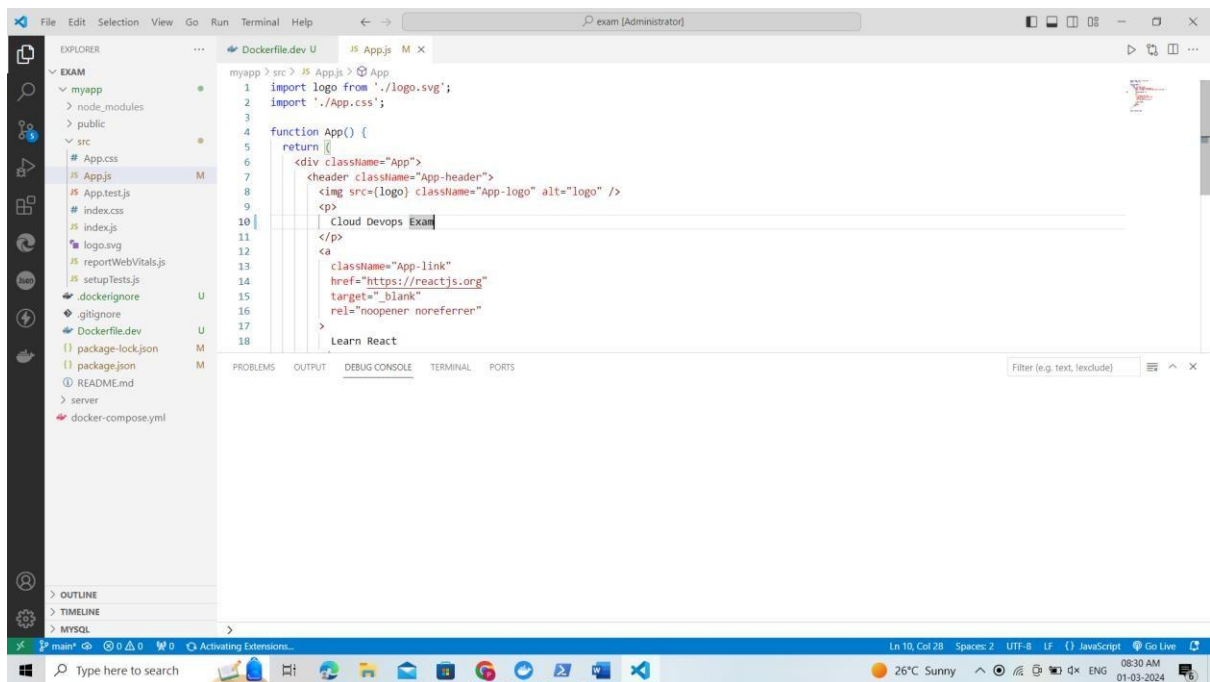 File Edit Selection View Go Run Terminal Help
exam [Administrator]
EXPLORER
EXAM
myapp
node_modules
public
src
# App.css
JS App.js M
JS App.test.js
# index.css
JS index.js
logo.svg
JS reportWebVitals.js
JS setupTests.js
.dockerignore U
.gitignore
Dockerfile.dev U
{} package-lock.json M
{} package.json M
README.md
server
docker-compose.yml
OUTLINE
TIMELINE
MYSQL
Dockerfile.dev U JS App.js M
myapp > src > JS App.js > App
1 import logo from './logo.svg';
2 import './App.css';
3
4 function App() {
5 return (
6 <div className="App">
7 <header className="App-header">
8 <img src={logo} className="App-logo" alt="logo" />
9 <p>
10 Cloud Devops Exam
11 </p>
12 <a
13 className="App-link"
14 href="https://reactjs.org"
15 target="_blank"
16 rel="noopener noreferrer"
17 >
18 Learn React
PROBLEMS OUTPUT DEBUG CONSOLE TERMINAL PORTS
Filter (e.g. text, !exclude)
>
main* 0 0 0 Activating Extensions...
Ln 10, Col 28 Spaces: 2 UTF-8 LF {} JavaScript Go Live
Type here to search
26°C Sunny
ENG
08:30 AM
01-03-2024